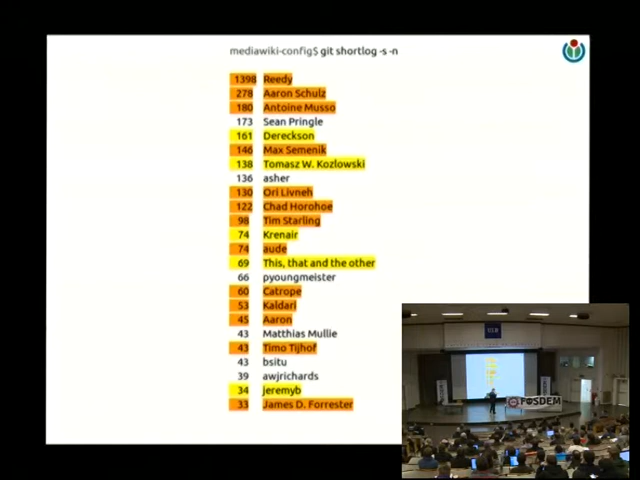 mediawiki-config$ git shortlog -s -n
1398 Reedy
278 Aaron Schulz
180 Antoine Musso
173 Sean Pringle
161 Dereckson
146 Max Semenik
138 Tomasz W. Kozlowski
136 asher
130 Ori Livneh
122 Chad Horohoe
98 Tim Starling
74 Krenair
74 aude
69 This, that and the other
66 pyoungmeister
60 Catrope
53 Kaldari
45 Aaron
43 Matthias Mullie
43 Timo Tijhof
43 bsitu
39 awjrichards
34 jeremyb
33 James D. Forrester
ULB
FOSDEM